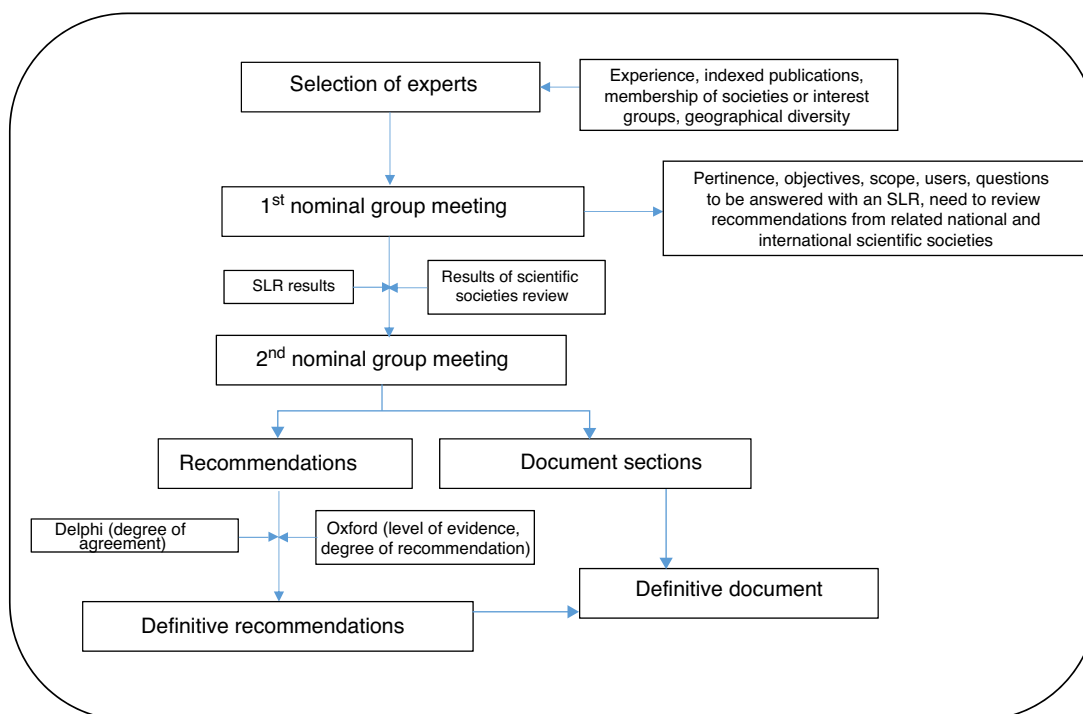 Selection of experts
Experience, indexed publications,
membership of societies or interest
groups, geographical diversity
1st nominal group meeting
Pertinence, objectives, scope, users, questions
to be answered with an SLR, need to review
recommendations from related national and
international scientific societies
SLR results
Results of scientific
societies review
2nd nominal group meeting
Recommendations
Document sections
Delphi (degree of
agreement)
Oxford (level of evidence,
degree of recommendation)
Definitive document
Definitive recommendations